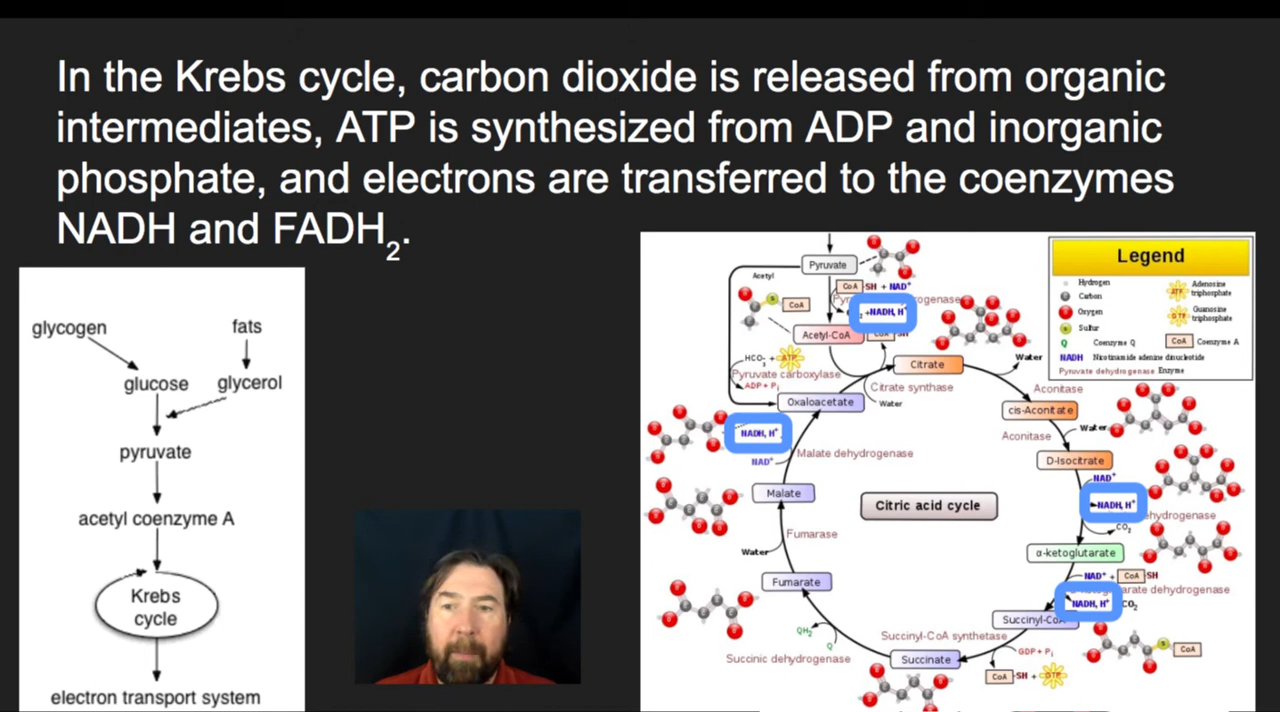 In the Krebs cycle, carbon dioxide is released from organic
intermediates, ATP is synthesized from ADP and inorganic
phosphate, and electrons are transferred to the coenzymes
NADH and FADH₂.
glycogen
fats
glucose
glycerol
pyruvate
acetyl coenzyme A
Krebs
cycle
electron transport system
Pyruvate
Acetyl
CoA -SH + NAD⁺
CoA
+NADH, H⁺
Acetyl-CoA
HCO₃⁻ + ATP
Pyruvate carboxylase
ADP + Pᵢ
Citrate
Water
Citrate synthase
Water
Oxaloacetate
Aconitase
cis-Aconitate
Aconitase
Water
D-Isocitrate
NAD⁺
NADH, H⁺
CO₂
α-ketoglutarate
NAD⁺ + CoA -SH
NADH, H⁺
CO₂
Succinyl-CoA
Succinyl-CoA synthetase
GDP + Pᵢ
CoA -SH + GTP
Succinate
Succinic dehydrogenase
QH₂
Q
Fumarate
Water
Fumarase
Malate
NAD⁺
Malate dehydrogenase
NADH, H⁺
Citric acid cycle
CoA
S
S
CoA
Legend
Hydrogen
Carbon
Oxygen
S Sulfur
Q Coenzyme Q
NADH Nicotinamide adenine dinucleotide
Pyruvate dehydrogenase Enzyme
ATP Adenosine
triphosphate
GTP Guanosine
triphosphate
CoA Coenzyme A